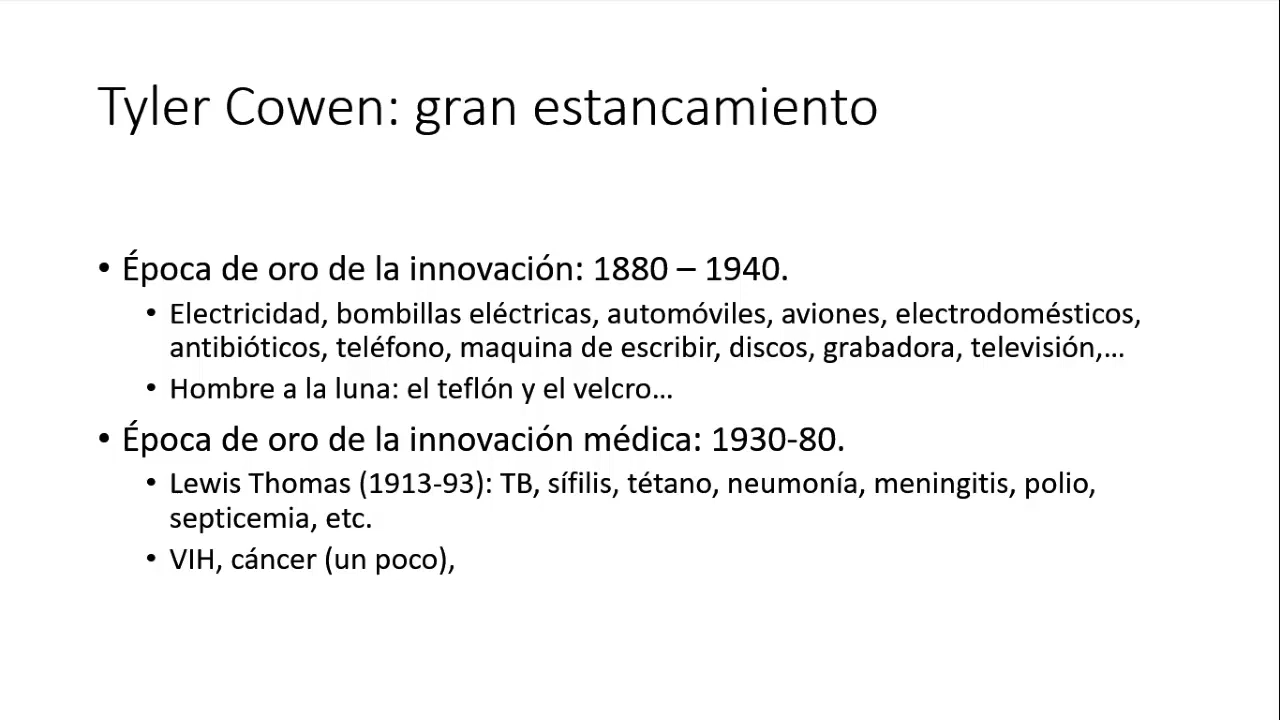 Tyler Cowen: gran estancamiento
• Época de oro de la innovación: 1880 – 1940.
• Electricidad, bombillas eléctricas, automóviles, aviones, electrodomésticos,
antibióticos, teléfono, maquina de escribir, discos, grabadora, televisión,...
• Hombre a la luna: el teflón y el velcro...
• Época de oro de la innovación médica: 1930-80.
• Lewis Thomas (1913-93): TB, sífilis, tétano, neumonía, meningitis, polio,
septicemia, etc.
• VIH, cáncer (un poco),